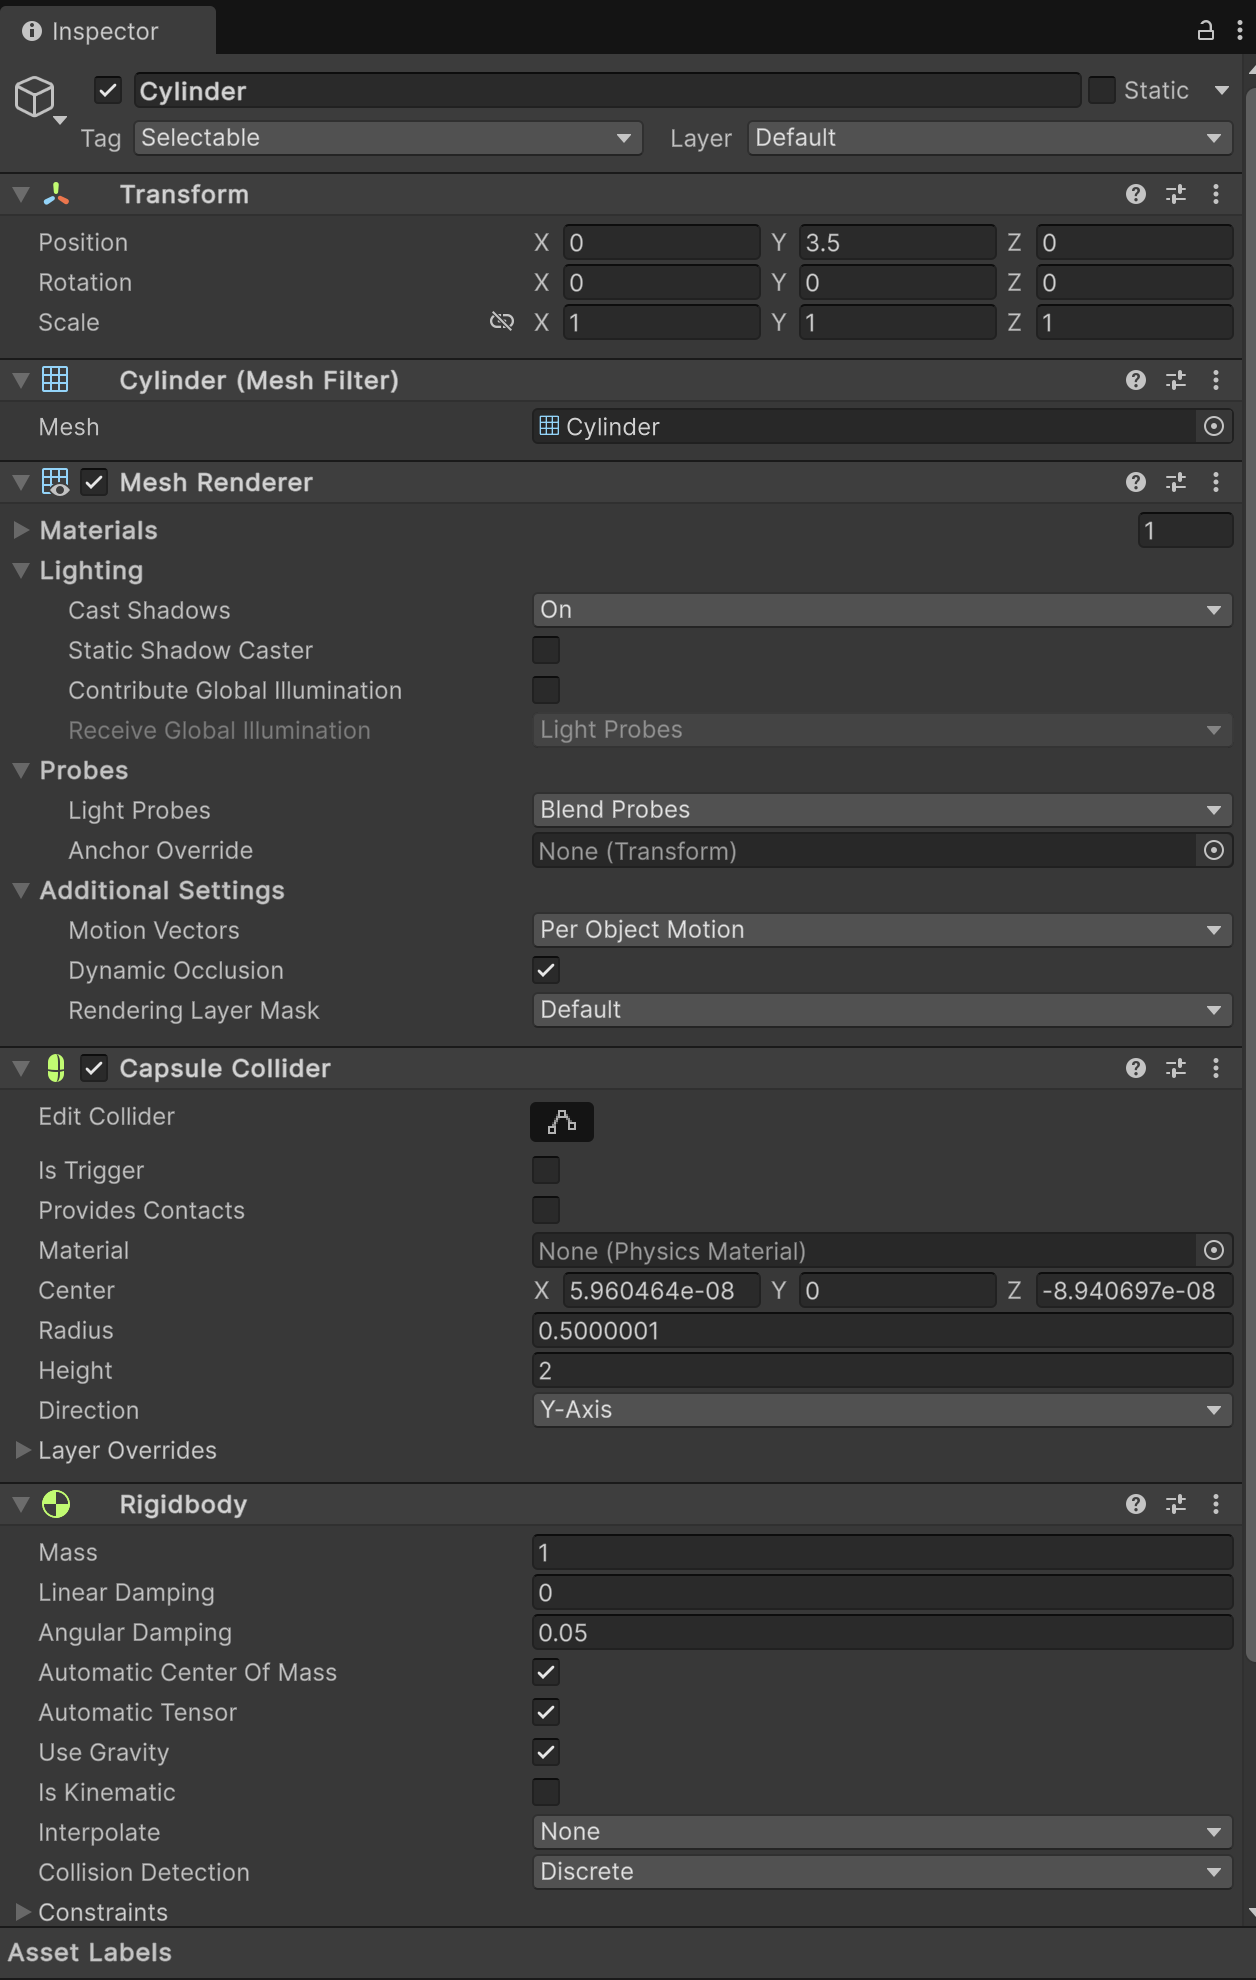 Inspector
Cylinder Static
Tag Selectable Layer Default
Transform
Position X 0 Y 3.5 Z 0
Rotation X 0 Y 0 Z 0
Scale X 1 Y 1 Z 1
Cylinder (Mesh Filter)
Mesh Cylinder
Mesh Renderer
Materials 1
Lighting
Cast Shadows On
Static Shadow Caster
Contribute Global Illumination
Receive Global Illumination Light Probes
Probes
Light Probes Blend Probes
Anchor Override None (Transform)
Additional Settings
Motion Vectors Per Object Motion
Dynamic Occlusion
Rendering Layer Mask Default
Capsule Collider
Edit Collider
Is Trigger
Provides Contacts
Material None (Physics Material)
Center X 5.960464e-08 Y 0 Z -8.940697e-08
Radius 0.5000001
Height 2
Direction Y-Axis
Layer Overrides
Rigidbody
Mass 1
Linear Damping 0
Angular Damping 0.05
Automatic Center Of Mass
Automatic Tensor
Use Gravity
Is Kinematic
Interpolate None
Collision Detection Discrete
Constraints
Asset Labels